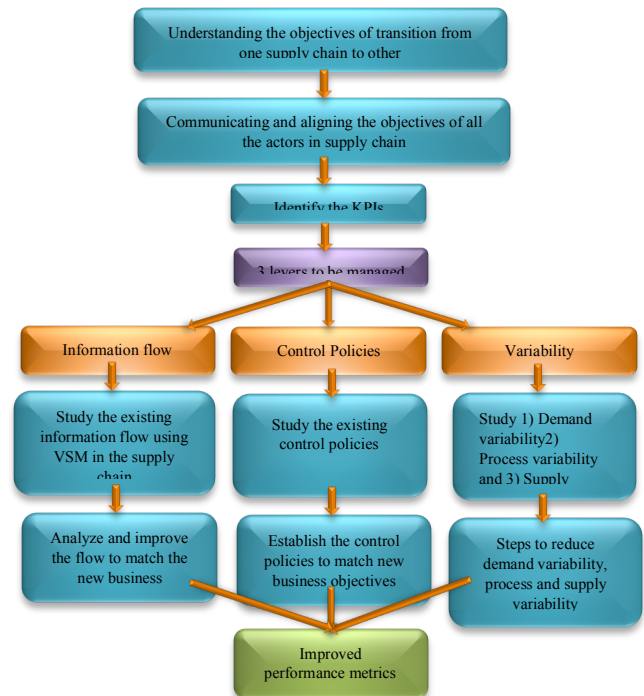 Understanding the objectives of transition from
one supply chain to other
Communicating and aligning the objectives of all
the actors in supply chain
Identify the KPIs
3 levers to be managed
Information flow
Control Policies
Variability
Study the existing
information flow using
VSM in the supply
chain
Study the existing
control policies
Study 1) Demand
variability2)
Process variability
and 3) Supply
Analyze and improve
the flow to match the
new business
Establish the control
policies to match new
business objectives
Steps to reduce
demand variability,
process and supply
variability
Improved
performance metrics